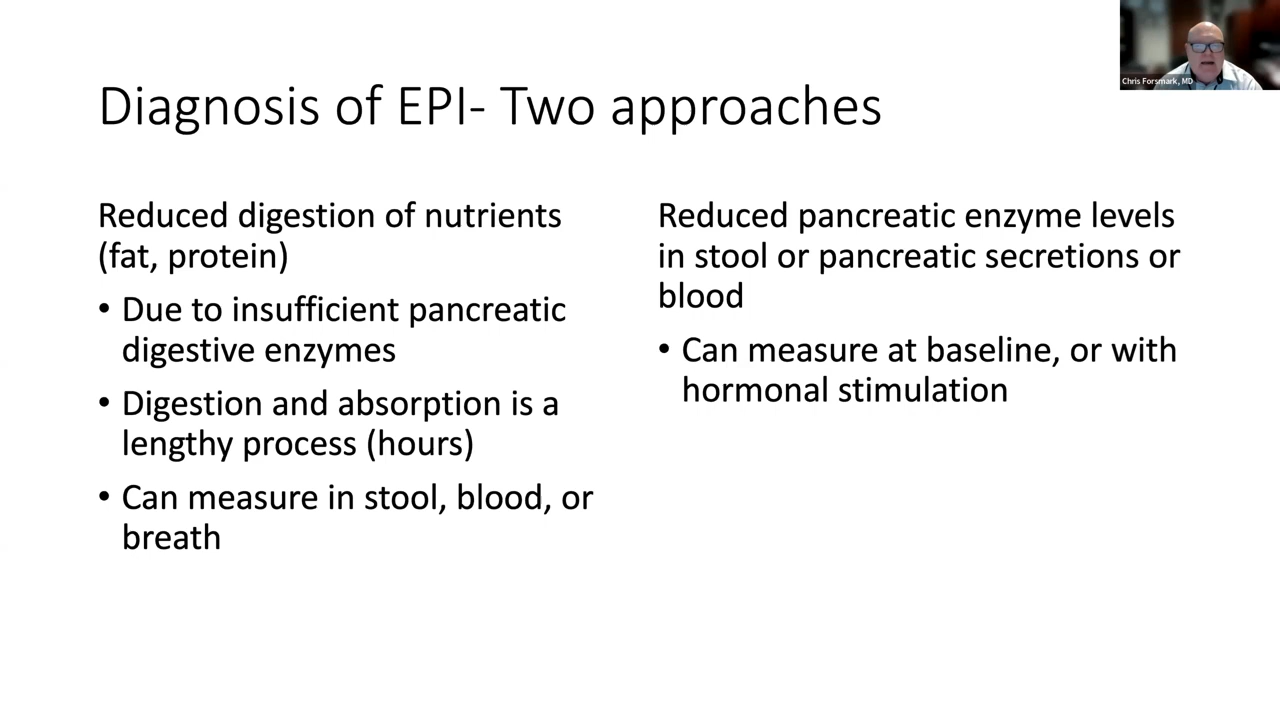 Chris Forsmark, MD
Diagnosis of EPI- Two approaches
Reduced digestion of nutrients
(fat, protein)
• Due to insufficient pancreatic
digestive enzymes
• Digestion and absorption is a
lengthy process (hours)
• Can measure in stool, blood, or
breath
Reduced pancreatic enzyme levels
in stool or pancreatic secretions or
blood
• Can measure at baseline, or with
hormonal stimulation